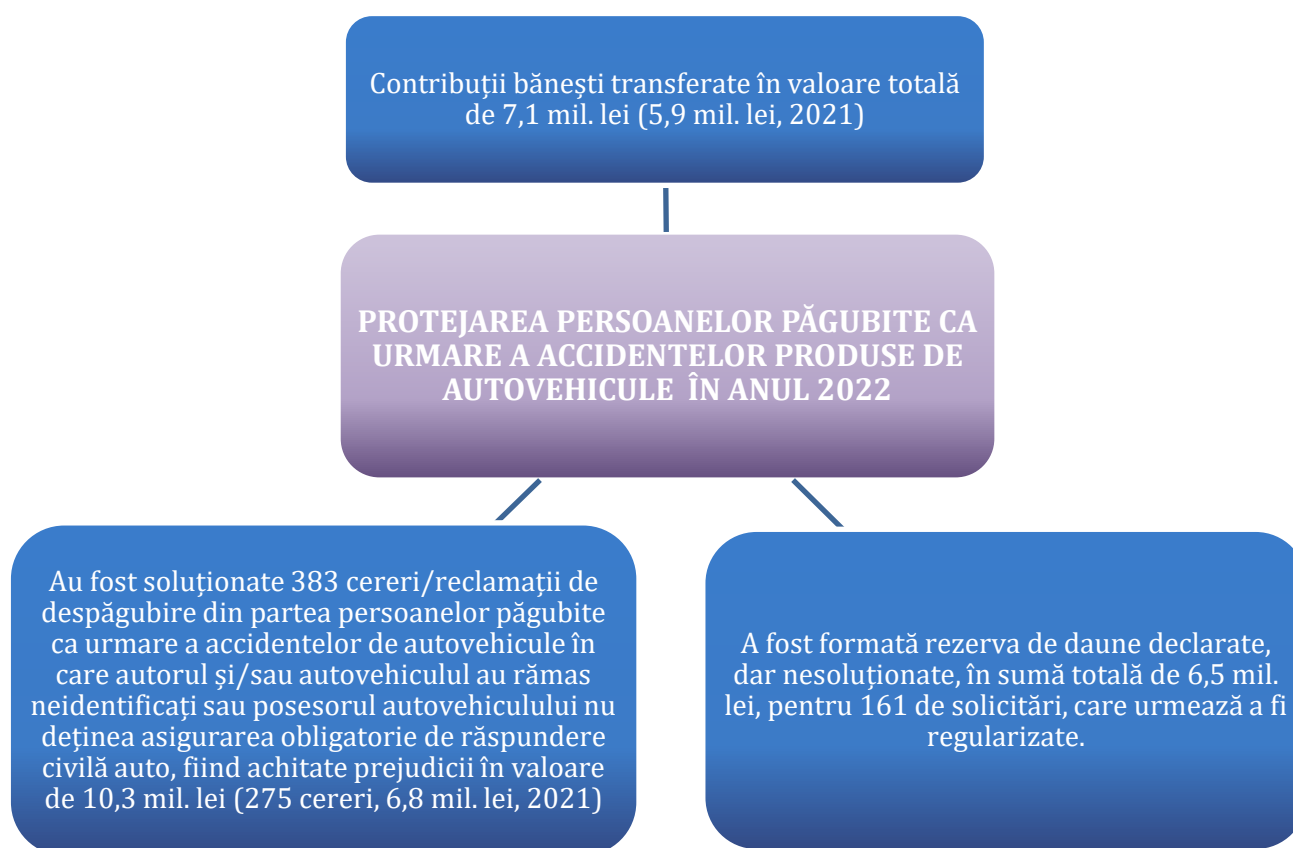 Contribuții bănești transferate în valoare totală
de 7,1 mil. lei (5,9 mil. lei, 2021)
PROTEJAREA PERSOANELOR PĂGUBITE CA
URMARE A ACCIDENTELOR PRODUSE DE
AUTOVEHICULE ÎN ANUL 2022
Au fost soluționate 383 cereri/reclamații de
despăgubire din partea persoanelor păgubite
ca urmare a accidentelor de autovehicule în
care autorul și/sau autovehiculul au rămas
neidentificați sau posesorul autovehiculului nu
deținea asigurarea obligatorie de răspundere
civilă auto, fiind achitate prejudicii în valoare
de 10,3 mil. lei (275 cereri, 6,8 mil. lei, 2021)
A fost formată rezerva de daune declarate,
dar nesoluționate, în sumă totală de 6,5 mil.
lei, pentru 161 de solicitări, care urmează a fi
regularizate.